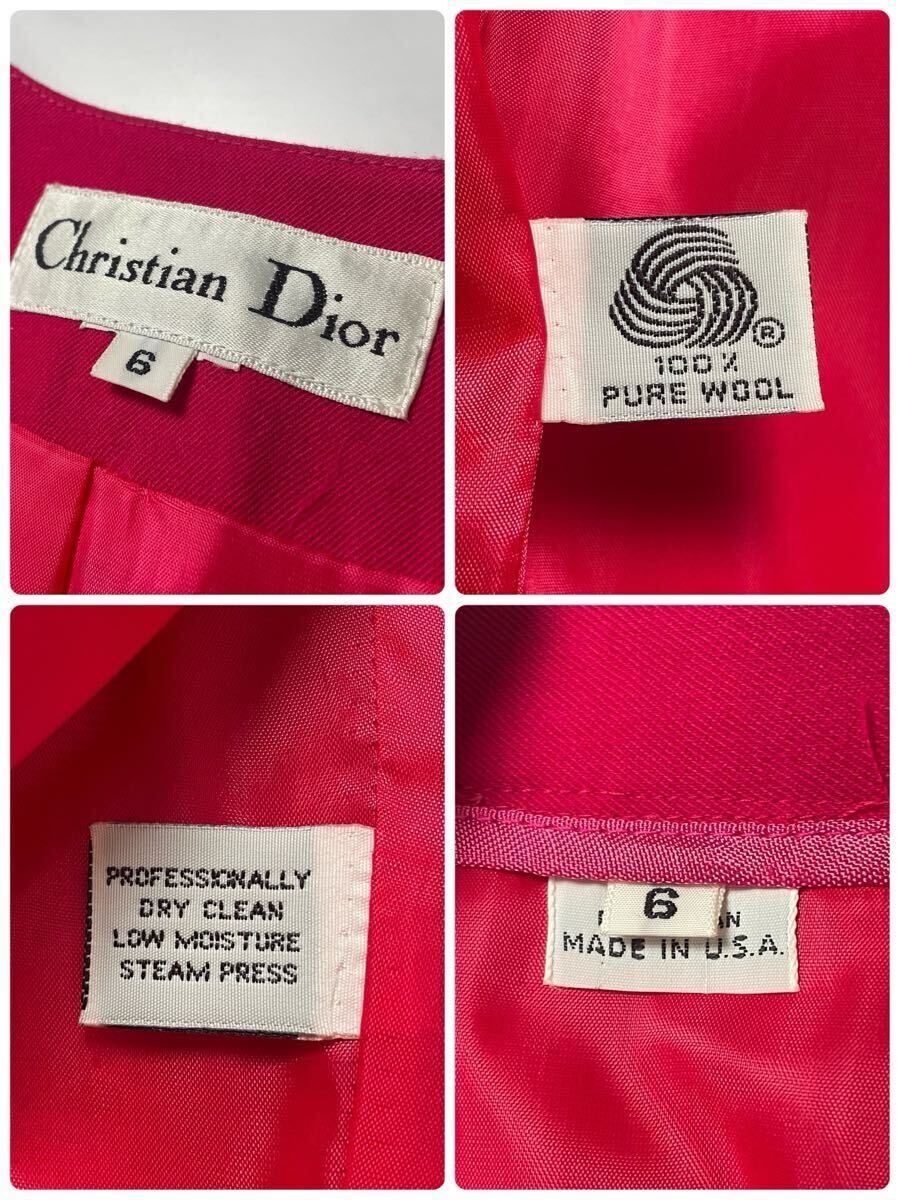 Christian Dior
6
®
100%
PURE WOOL
PROFESSIONALLY
DRY CLEAN
LOW MOISTURE
STEAM PRESS
6
MADE IN U.S.A.